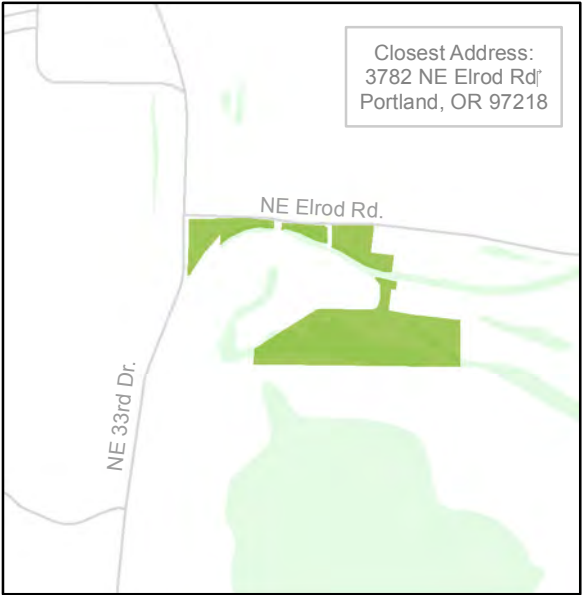 Closest Address:
3782 NE Elrod Rd
Portland, OR 97218
NE Elrod Rd.
NE 33rd Dr.